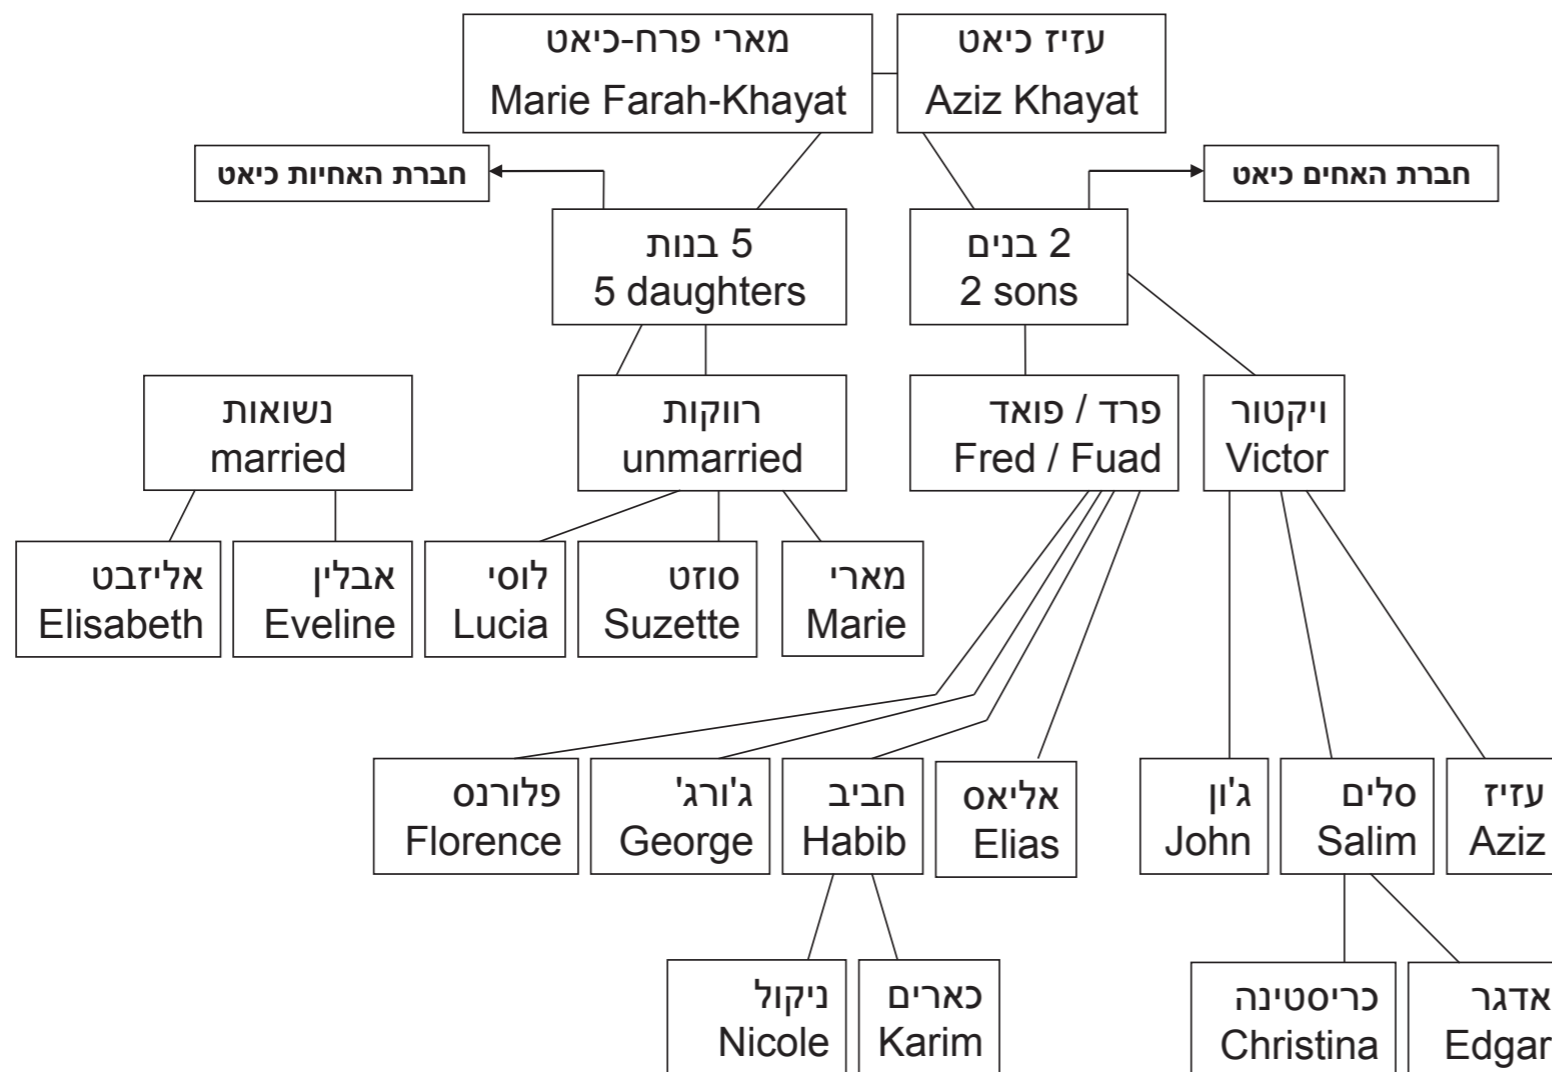 מארי פרח-כיאט
Marie Farah-Khayat
עזיז כיאט
Aziz Khayat
חברת האחיות כיאט
חברת האחים כיאט
5 בנות
5 daughters
2 בנים
2 sons
נשואות
married
רווקות
unmarried
פרד / פואד
Fred / Fuad
ויקטור
Victor
אליזבט
Elisabeth
אבלין
Eveline
לוסי
Lucia
סוזט
Suzette
מארי
Marie
פלורנס
Florence
ג'ורג'
George
חביב
Habib
אליאס
Elias
ג'ון
John
סלים
Salim
עזיז
Aziz
ניקול
Nicole
כארים
Karim
כריסטינה
Christina
אדגר
Edgar